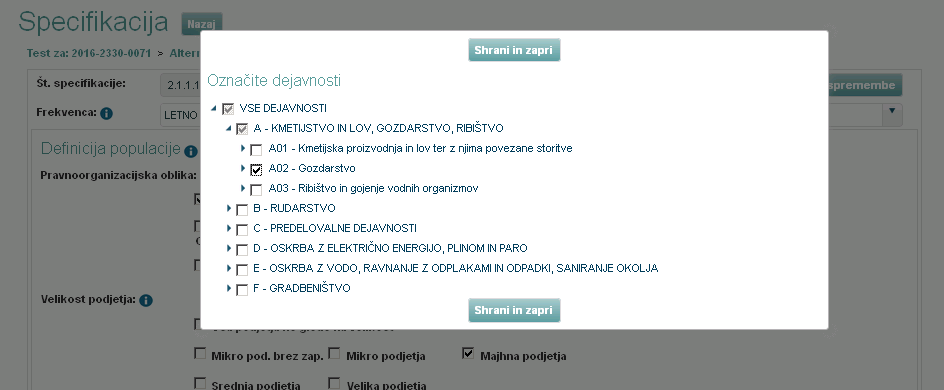 Specifikacija Nazaj
Test za: 2016-2330-0071 > Altern
Št. specifikacije: 2.1.1.1 spremembe
Frekvenca: LETNO
Definicija populacije
Pravnoorganizacijska oblika:
Velikost podjetja:
Mikro pod. brez zap. Mikro podjetja Majhna podjetja
Srednja podjetja Velika podjetja
Shrani in zapri
Označite dejavnosti
VSE DEJAVNOSTI
A - KMETIJSTVO IN LOV, GOZDARSTVO, RIBIŠTVO
A01 - Kmetijska proizvodnja in lov ter z njima povezane storitve
A02 - Gozdarstvo
A03 - Ribištvo in gojenje vodnih organizmov
B - RUDARSTVO
C - PREDELOVALNE DEJAVNOSTI
D - OSKRBA Z ELEKTRIČNO ENERGIJO, PLINOM IN PARO
E - OSKRBA Z VODO, RAVNANJE Z ODPLAKAMI IN ODPADKI, SANIRANJE OKOLJA
F - GRADBENIŠTVO
Shrani in zapri